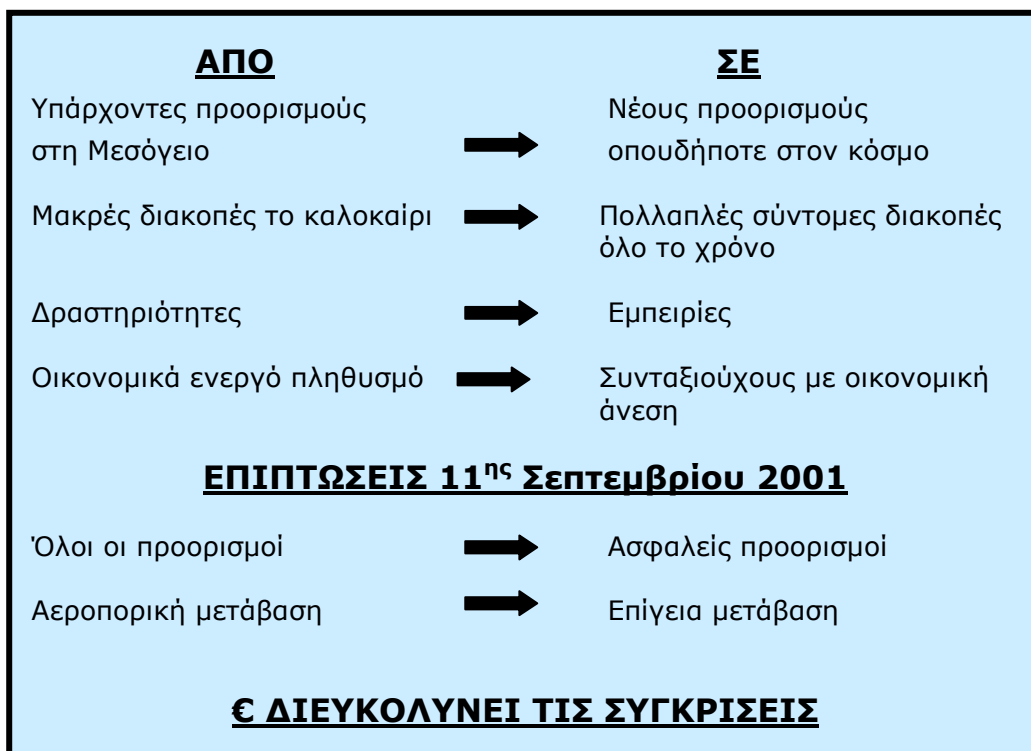 ΑΠΟ ΣΕ
Υπάρχοντες προορισμούς Νέους προορισμούς
στη Μεσόγειο οπουδήποτε στον κόσμο
Μακρές διακοπές το καλοκαίρι Πολλαπλές σύντομες διακοπές
όλο το χρόνο
Δραστηριότητες Εμπειρίες
Οικονομικά ενεργό πληθυσμό Συνταξιούχους με οικονομική
άνεση
ΕΠΙΠΤΩΣΕΙΣ 11ης Σεπτεμβρίου 2001
Όλοι οι προορισμοί Ασφαλείς προορισμοί
Αεροπορική μετάβαση Επίγεια μετάβαση
€ ΔΙΕΥΚΟΛΥΝΕΙ ΤΙΣ ΣΥΓΚΡΙΣΕΙΣ